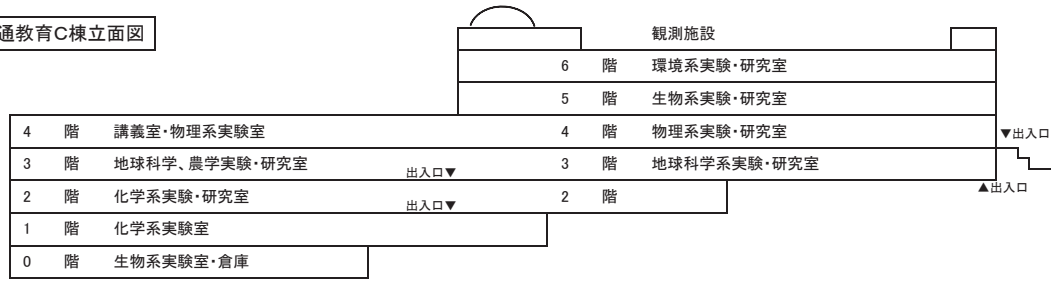 通教育C棟立面図
観測施設
6 階 環境系実験・研究室
5 階 生物系実験・研究室
4 階 講義室・物理系実験室 4 階 物理系実験・研究室 ▼出入口
3 階 地球科学、農学実験・研究室 出入口▼ 3 階 地球科学系実験・研究室
▲出入口
2 階 化学系実験・研究室 出入口▼ 2 階
1 階 化学系実験室
0 階 生物系実験室・倉庫